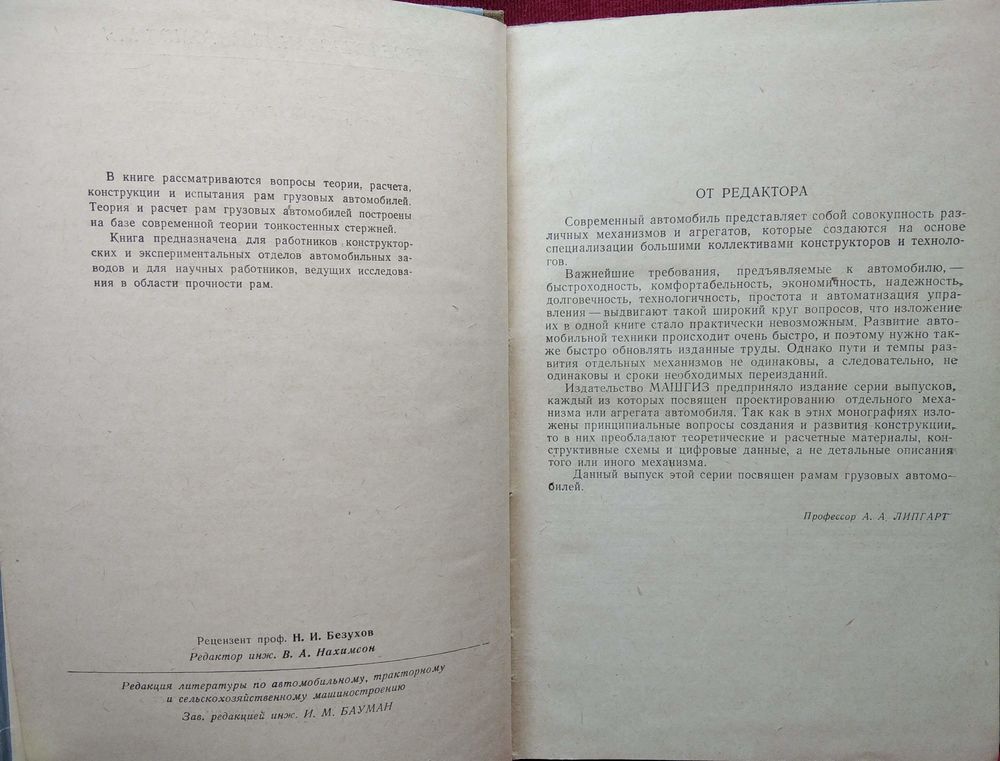 В книге рассматриваются вопросы теории, расчета,
конструкции и испытания рам грузовых автомобилей.
Теория и расчет рам грузовых автомобилей построены
на базе современной теории тонкостенных стержней.
Книга предназначена для работников конструктор-
ских и экспериментальных отделов автомобильных за-
водов и для научных работников, ведущих исследова-
ния в области прочности рам.
Рецензент проф. Н. И. Безухов
Редактор инж. В. А. Нахимсон
Редакция литературы по автомобильному, тракторному
и сельскохозяйственному машиностроению
Зав. редакцией инж. И. М. БАУМАН
ОТ РЕДАКТОРА
Современный автомобиль представляет собой совокупность раз-
личных механизмов и агрегатов, которые создаются на основе
специализации большими коллективами конструкторов и техноло-
гов.
Важнейшие требования, предъявляемые к автомобилю, —
быстроходность, комфортабельность, экономичность, надежность,
долговечность, технологичность, простота и автоматизация упра-
вления — выдвигают такой широкий круг вопросов, что изложение
их в одной книге стало практически невозможным. Развитие авто-
мобильной техники происходит очень быстро, и поэтому нужно так-
же быстро обновлять изданные труды. Однако пути и темпы раз-
вития отдельных механизмов не одинаковы, а следовательно, не
одинаковы и сроки необходимых переизданий.
Издательство МАШГИЗ предприняло издание серии выпусков,
каждый из которых посвящен проектированию отдельного меха-
низма или агрегата автомобиля. Так как в этих монографиях изло-
жены принципиальные вопросы создания и развития конструкции,
то в них преобладают теоретические и расчетные материалы, кон-
структивные схемы и цифровые данные, а не детальные описания
того или иного механизма.
Данный выпуск этой серии посвящен рамам грузовых автомо-
билей.
Профессор А. А. ЛИПГАРТ